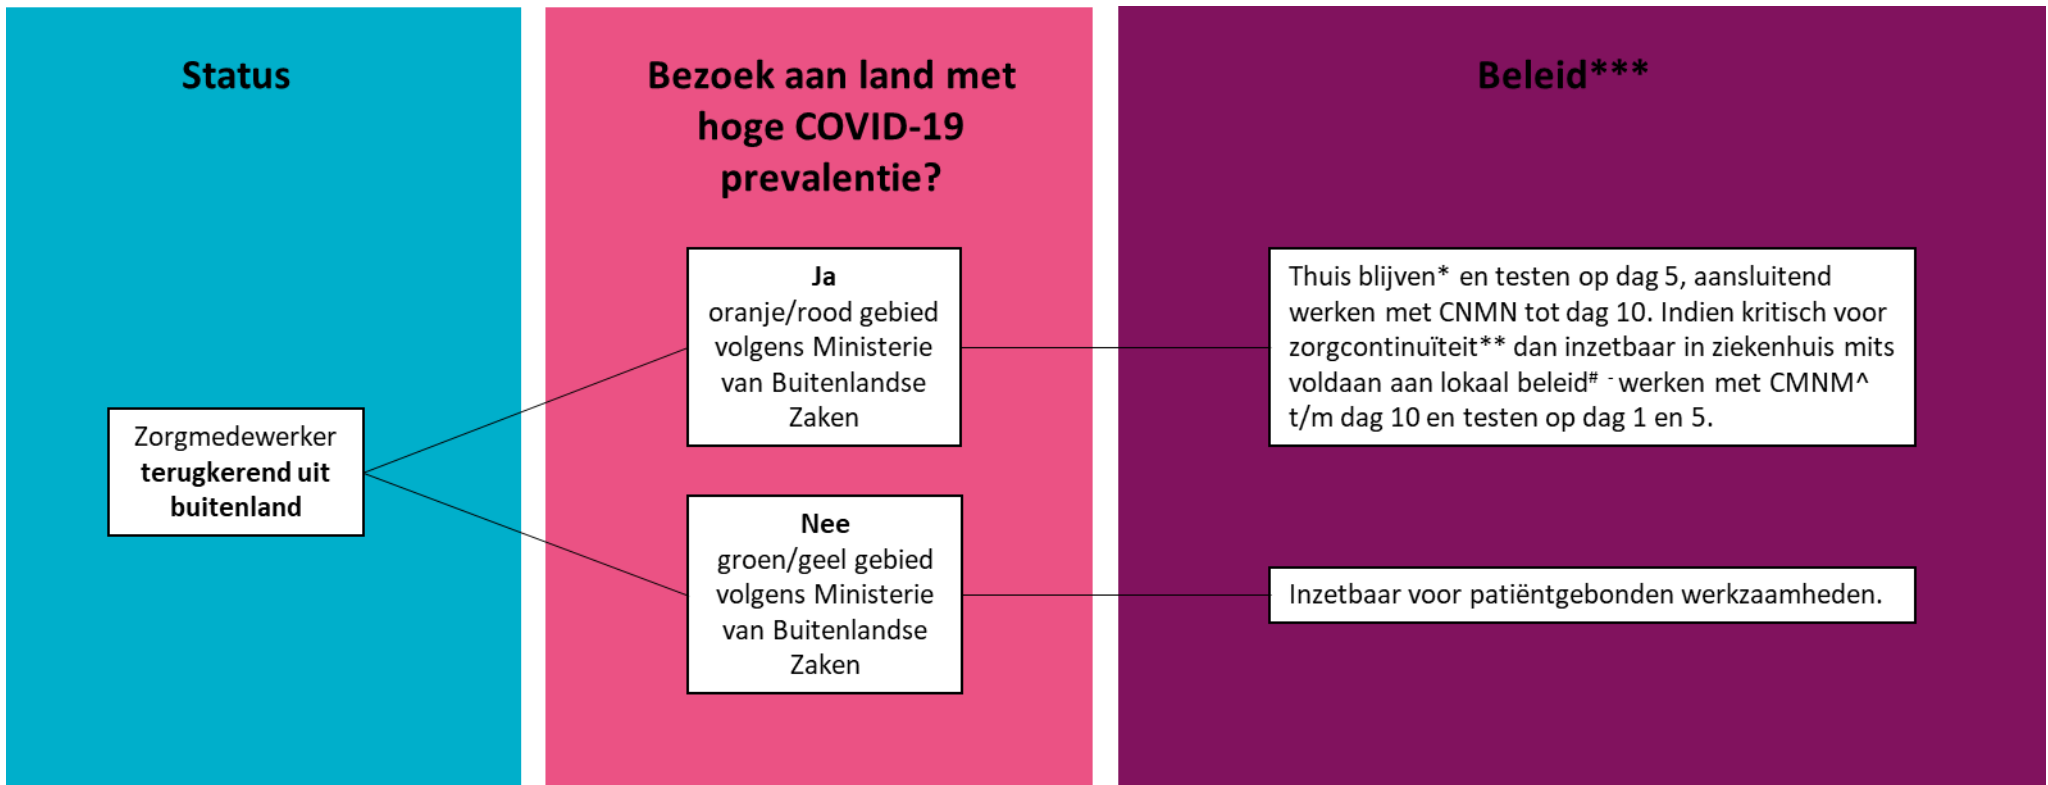 Status
Bezoek aan land met
hoge COVID-19
prevalentie?
Beleid***
Zorgmedewerker
terugkerend uit
buitenland
Ja
oranje/rood gebied
volgens Ministerie
van Buitenlandse
Zaken
Thuis blijven* en testen op dag 5, aansluitend
werken met CNMN tot dag 10. Indien kritisch voor
zorgcontinuïteit** dan inzetbaar in ziekenhuis mits
voldaan aan lokaal beleid# - werken met CMNM^
t/m dag 10 en testen op dag 1 en 5.
Nee
groen/geel gebied
volgens Ministerie
van Buitenlandse
Zaken
Inzetbaar voor patiëntgebonden werkzaamheden.